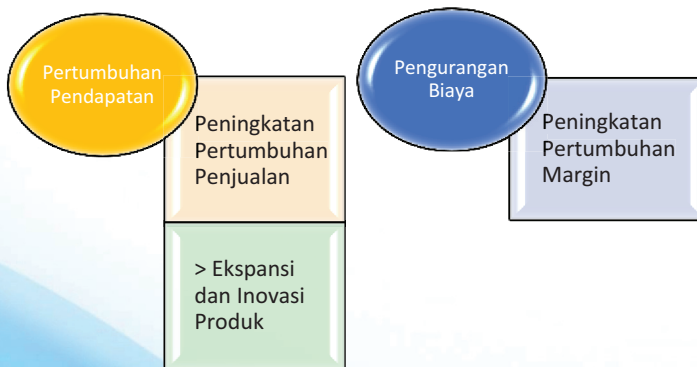 Pertumbuhan
Pendapatan
Peningkatan
Pertumbuhan
Penjualan
> Ekspansi
dan Inovasi
Produk
Pengurangan
Biaya
Peningkatan
Pertumbuhan
Margin